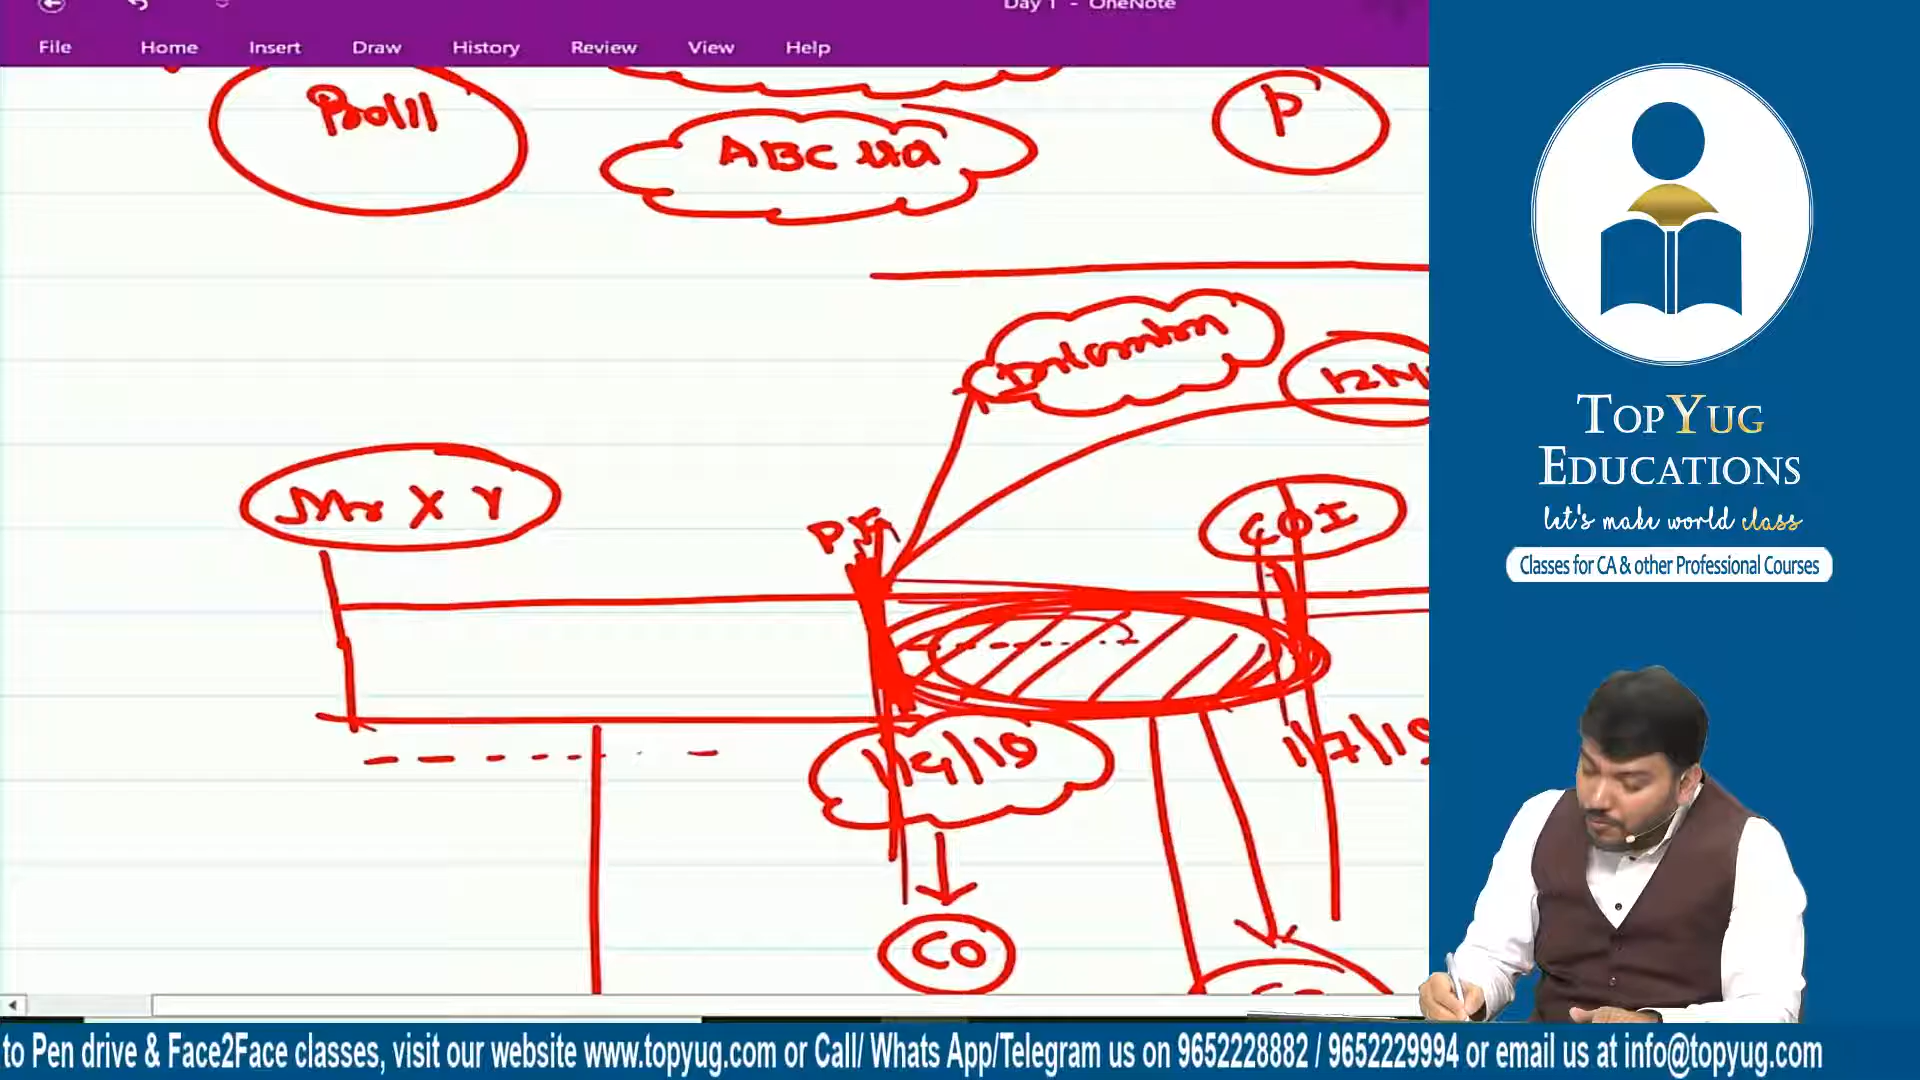 Day 1 - OneNote
File Home Insert Draw History Review View Help
P
ABC
Mr X Y
COI
1/4/19
1/7/19
CO
TOPYUG
EDUCATIONS
let's make world class
Classes for CA & other Professional Courses
to Pen drive & Face2Face classes, visit our website www.topyug.com or Call/ Whats App/Telegram us on 9652228882 / 9652229994 or email us at info@topyug.com